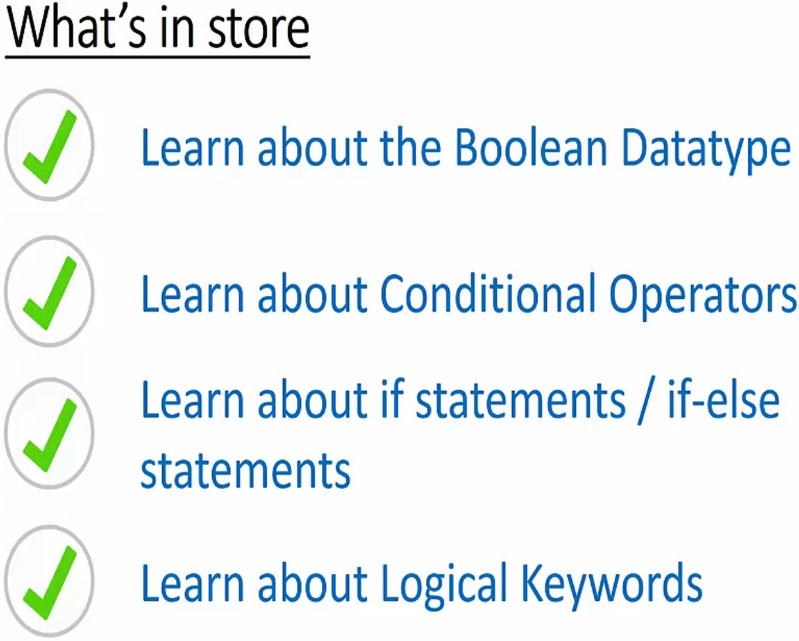 What's in store
Learn about the Boolean Datatype
Learn about Conditional Operators
Learn about if statements / if-else
statements
Learn about Logical Keywords